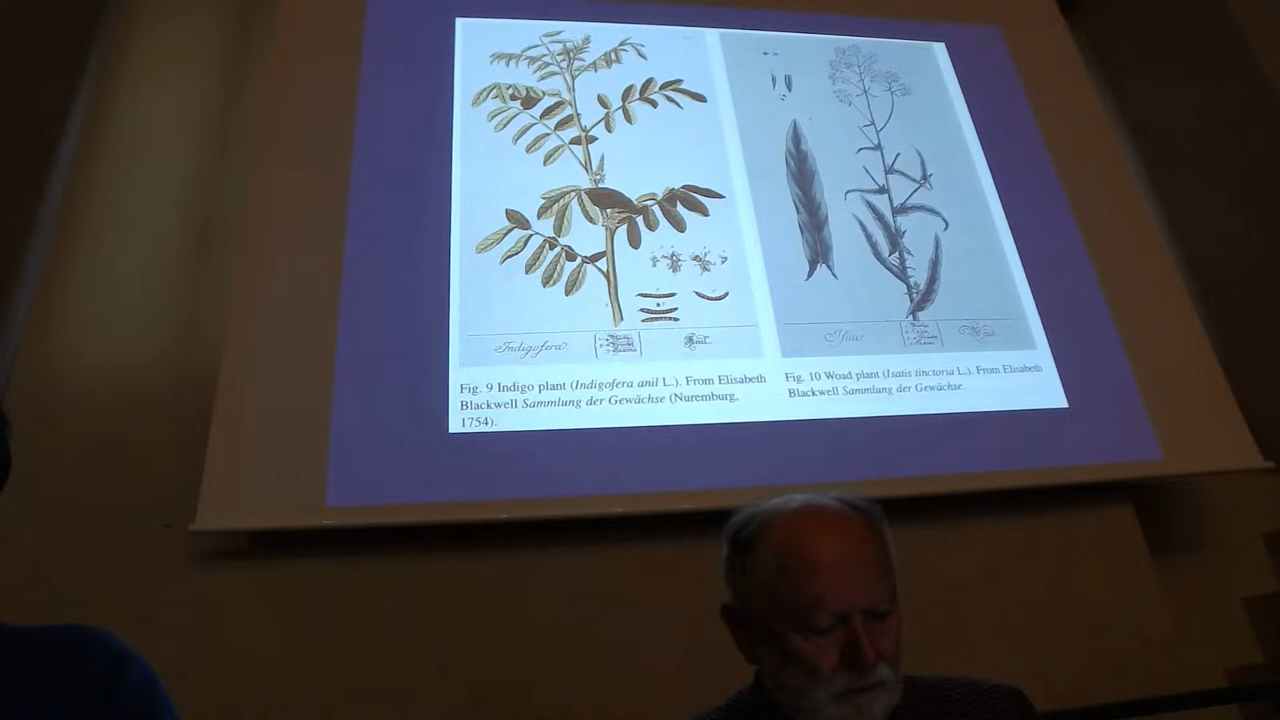 Indigofera.
Isatis
Fig. 9 Indigo plant (Indigofera anil L.). From Elisabeth
Blackwell Sammlung der Gewächse (Nuremburg,
1754).
Fig. 10 Woad plant (Isatis tinctoria L.). From Elisabeth
Blackwell Sammlung der Gewächse.